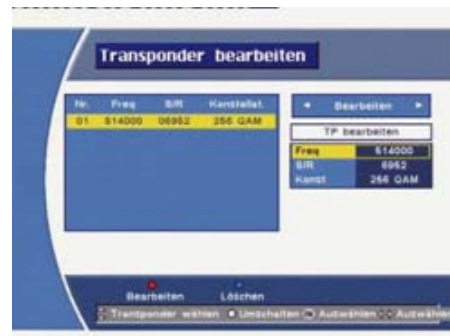 Transponder bearbeiten
Nr. Freq S/R Konstellat.
01 514000 06952 256 QAM
Bearbeiten
TP bearbeiten
Freq 514000
S/R 6952
Konst 256 QAM
Bearbeiten Löschen
Transponder wählen Umschalten Auswählen Auswählen